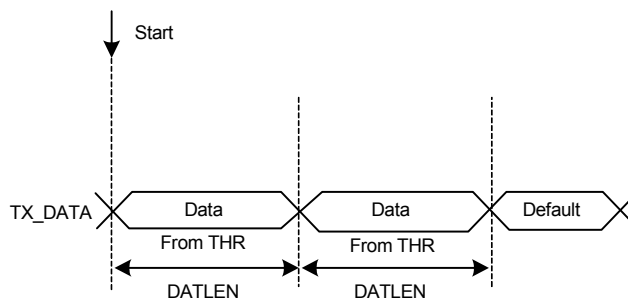 Start
TX_DATA Data Data Default
From THR From THR
DATLEN DATLEN